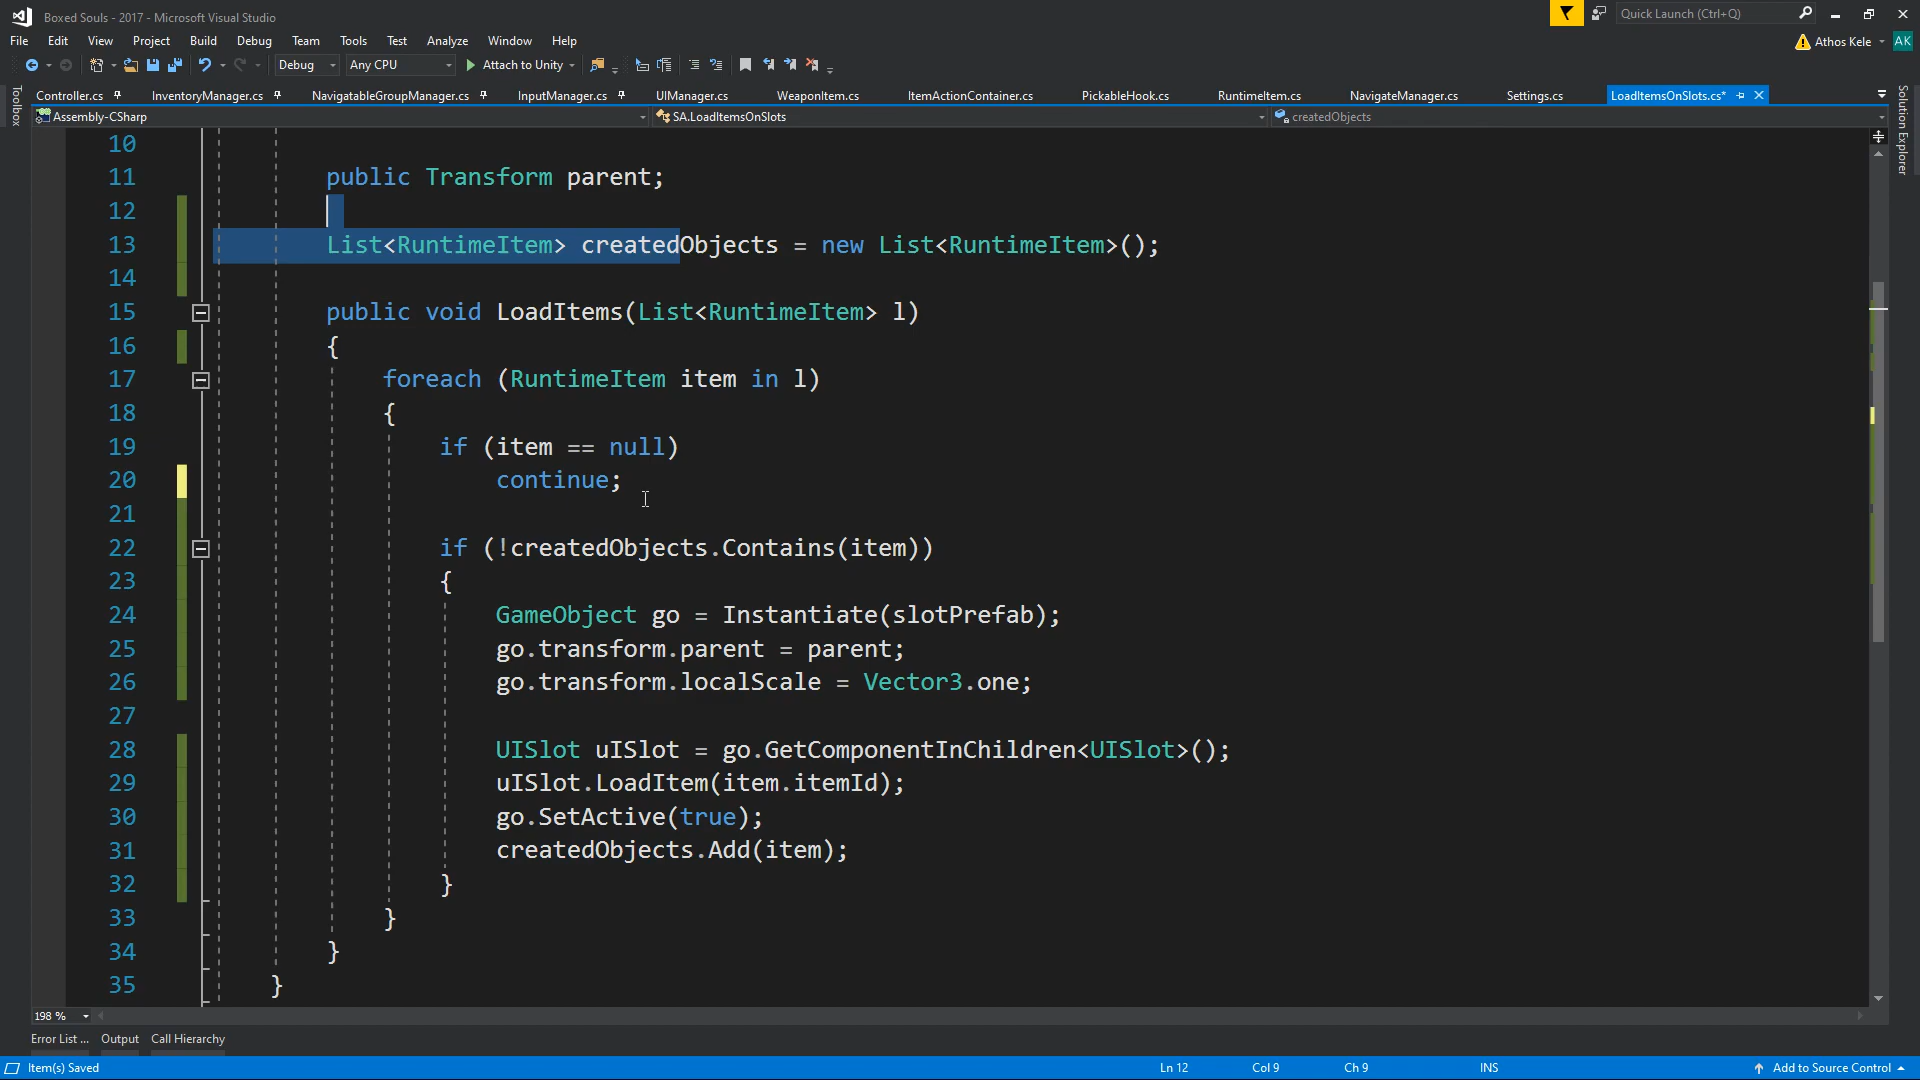 Boxed Souls - 2017 - Microsoft Visual Studio
Quick Launch (Ctrl+Q)
File Edit View Project Build Debug Team Tools Test Analyze Window Help
Athos Kele AK
Debug Any CPU Attach to Unity
Toolbox
Controller.cs InventoryManager.cs NavigatableGroupManager.cs InputManager.cs UIManager.cs WeaponItem.cs ItemActionContainer.cs PickableHook.cs RuntimeItem.cs NavigateManager.cs Settings.cs LoadItemsOnSlots.cs*
Solution Explorer
Assembly-CSharp SA.LoadItemsOnSlots createdObjects
10
11 public Transform parent;
12
13 List<RuntimeItem> createdObjects = new List<RuntimeItem>();
14
15 public void LoadItems(List<RuntimeItem> l)
16 {
17 foreach (RuntimeItem item in l)
18 {
19 if (item == null)
20 continue;
21
22 if (!createdObjects.Contains(item))
23 {
24 GameObject go = Instantiate(slotPrefab);
25 go.transform.parent = parent;
26 go.transform.localScale = Vector3.one;
27
28 UISlot uISlot = go.GetComponentInChildren<UISlot>();
29 uISlot.LoadItem(item.itemId);
30 go.SetActive(true);
31 createdObjects.Add(item);
32 }
33 }
34 }
35 }
198 %
Error List ... Output Call Hierarchy
Item(s) Saved Ln 12 Col 9 Ch 9 INS Add to Source Control